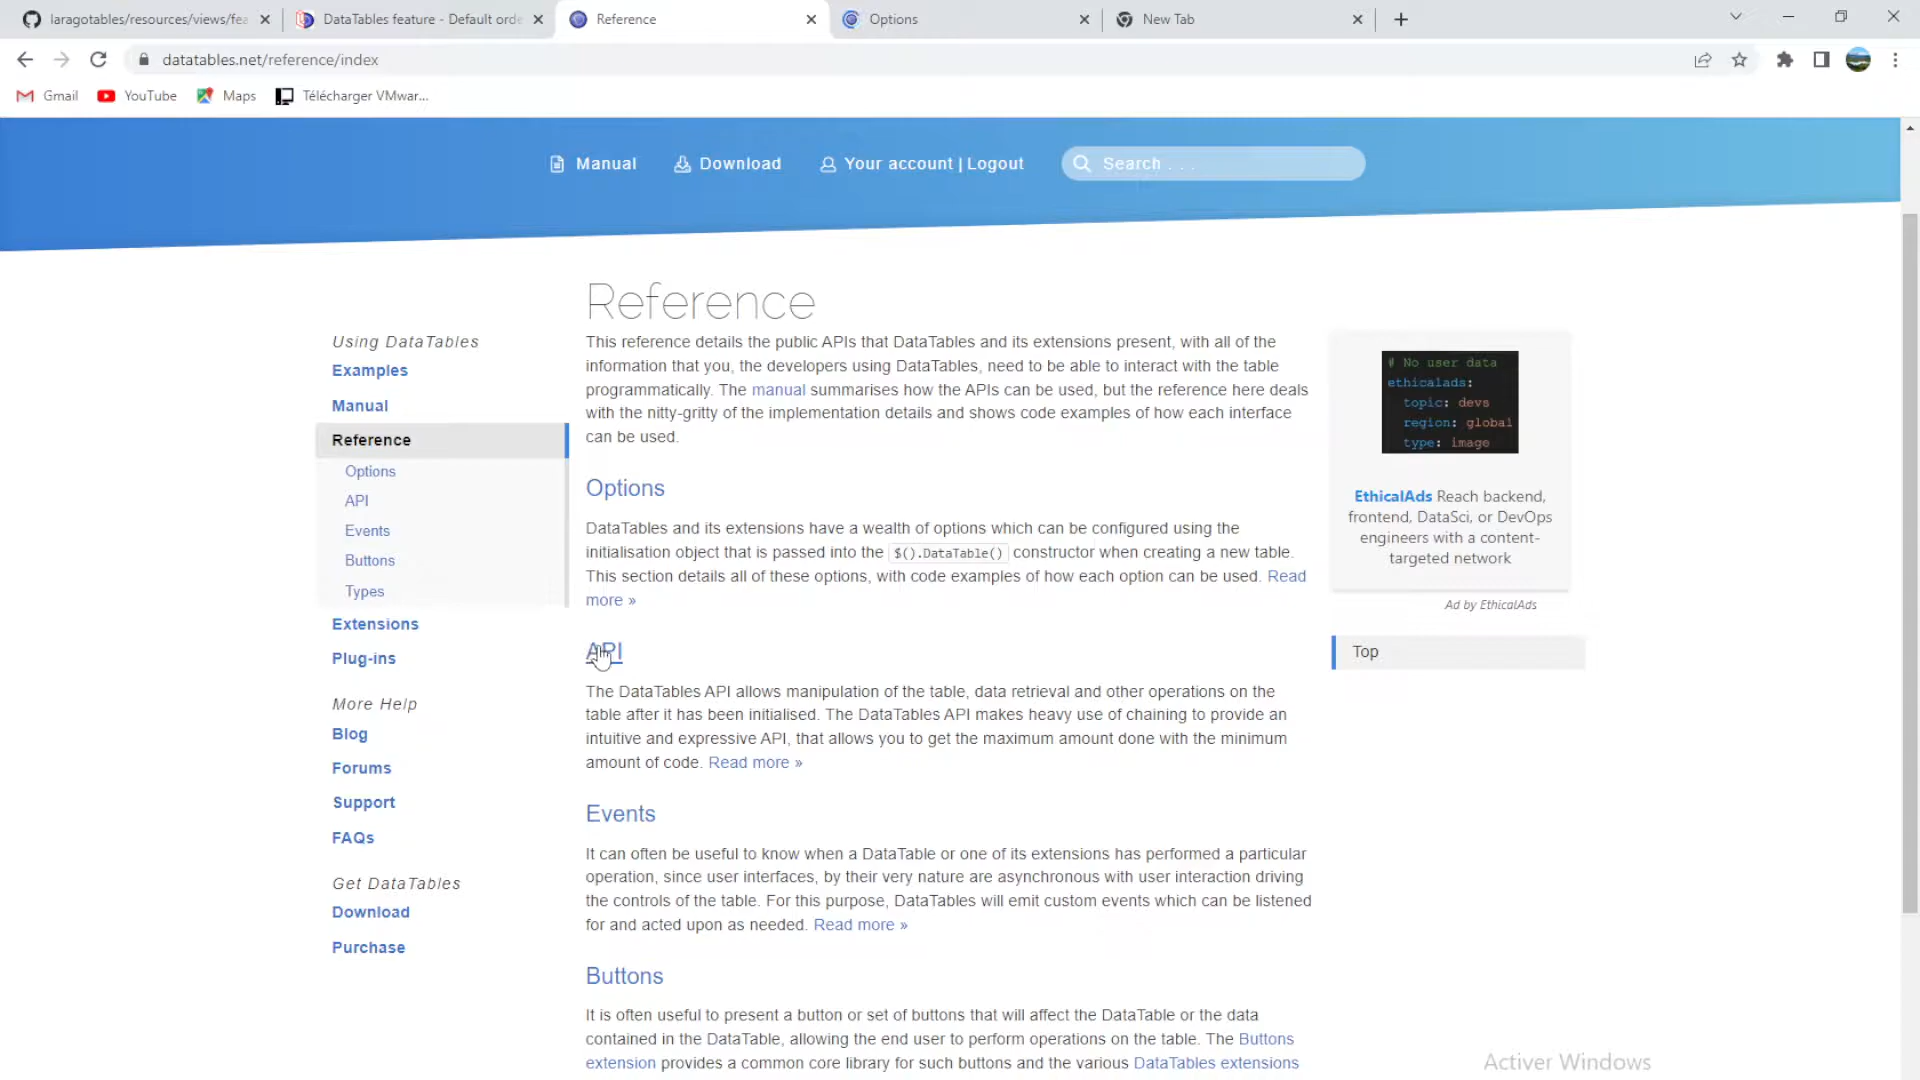 laragotables/resources/views/fea
DataTables feature - Default orde
Reference
Options
New Tab
datatables.net/reference/index
Gmail
YouTube
Maps
Télécharger VMwar...
Manual
Download
Your account | Logout
Search . . .
Reference
Using DataTables
Examples
Manual
Reference
Options
API
Events
Buttons
Types
Extensions
Plug-ins
More Help
Blog
Forums
Support
FAQs
Get DataTables
Download
Purchase
This reference details the public APIs that DataTables and its extensions present, with all of the
information that you, the developers using DataTables, need to be able to interact with the table
programmatically. The manual summarises how the APIs can be used, but the reference here deals
with the nitty-gritty of the implementation details and shows code examples of how each interface
can be used.
Options
DataTables and its extensions have a wealth of options which can be configured using the
initialisation object that is passed into the $().DataTable() constructor when creating a new table.
This section details all of these options, with code examples of how each option can be used. Read
more »
API
The DataTables API allows manipulation of the table, data retrieval and other operations on the
table after it has been initialised. The DataTables API makes heavy use of chaining to provide an
intuitive and expressive API, that allows you to get the maximum amount done with the minimum
amount of code. Read more »
Events
It can often be useful to know when a DataTable or one of its extensions has performed a particular
operation, since user interfaces, by their very nature are asynchronous with user interaction driving
the controls of the table. For this purpose, DataTables will emit custom events which can be listened
for and acted upon as needed. Read more »
Buttons
It is often useful to present a button or set of buttons that will affect the DataTable or the data
contained in the DataTable, allowing the end user to perform operations on the table. The Buttons
extension provides a common core library for such buttons and the various DataTables extensions
# No user data
ethicalads:
topic: devs
region: global
type: image
EthicalAds Reach backend,
frontend, DataSci, or DevOps
engineers with a content-
targeted network
Ad by EthicalAds
Top
Activer Windows